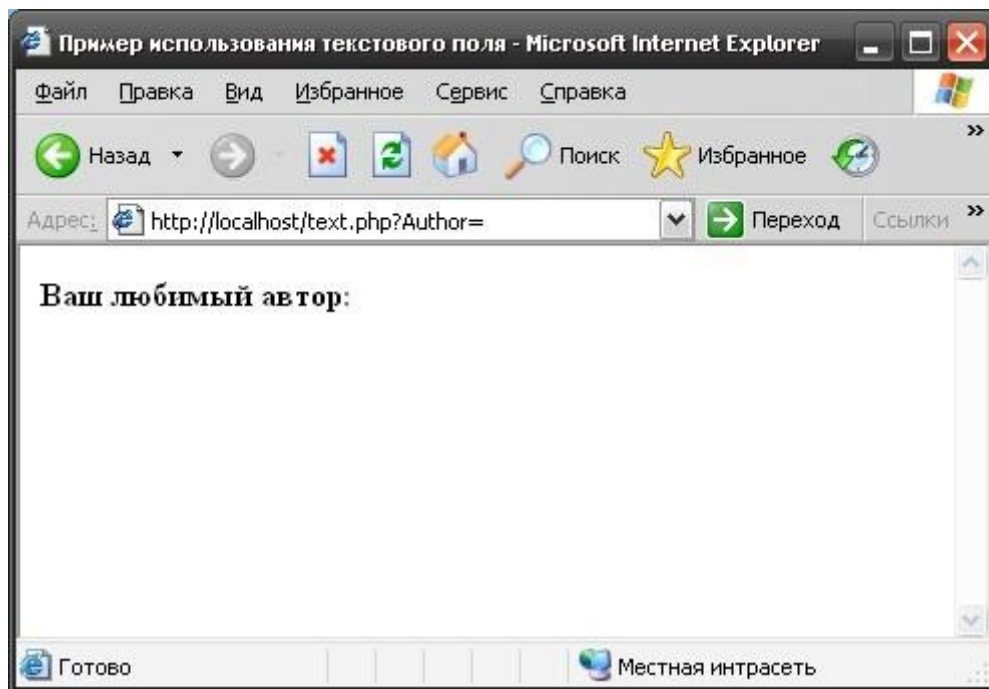 Пример использования текстового поля - Microsoft Internet Explorer
Файл Правка Вид Избранное Сервис Справка
Назад Поиск Избранное »
Адрес: http://localhost/text.php?Author= Переход Ссылки »
Ваш любимый автор:
Готово Местная интрасеть